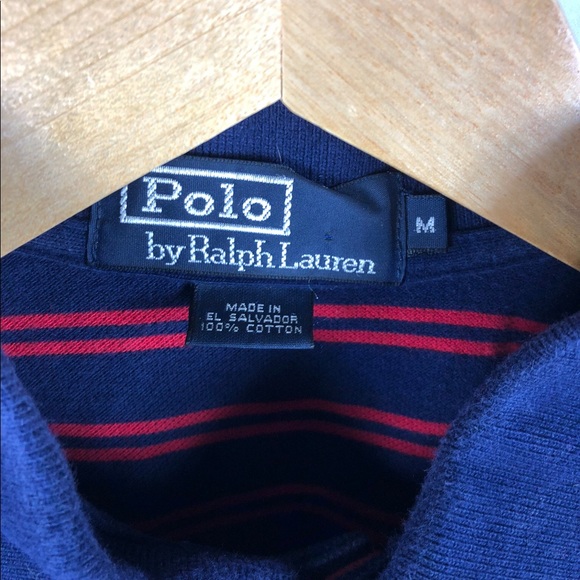 Polo
by Ralph Lauren
M
MADE IN
EL SALVADOR
100% COTTON